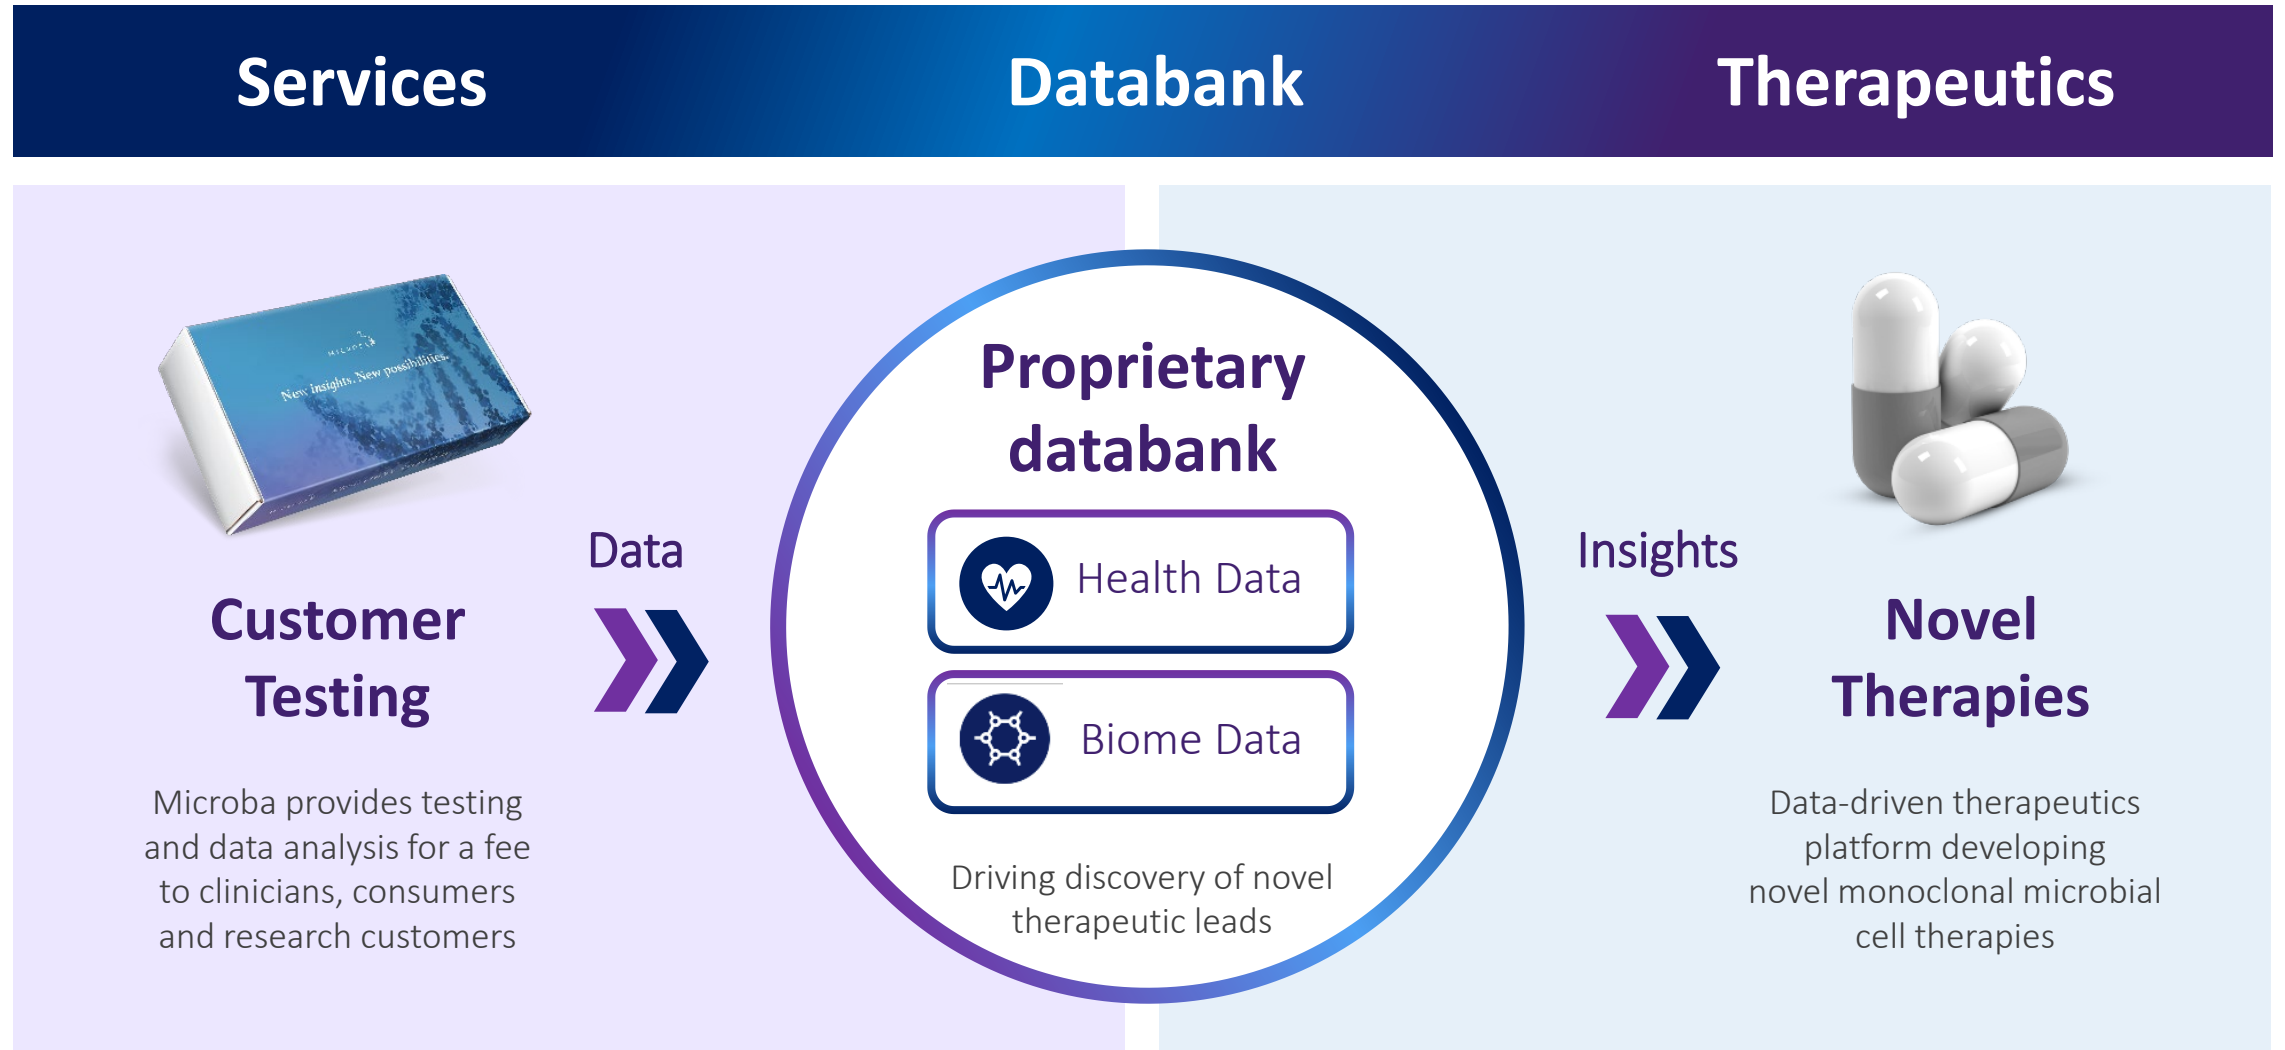 Services
Databank
Therapeutics
New insights. New possibilities.
Data
Customer
Testing
Microba provides testing
and data analysis for a fee
to clinicians, consumers
and research customers
Proprietary
databank
Health Data
Biome Data
Driving discovery of novel
therapeutic leads
Insights
Novel
Therapies
Data-driven therapeutics
platform developing
novel monoclonal microbial
cell therapies